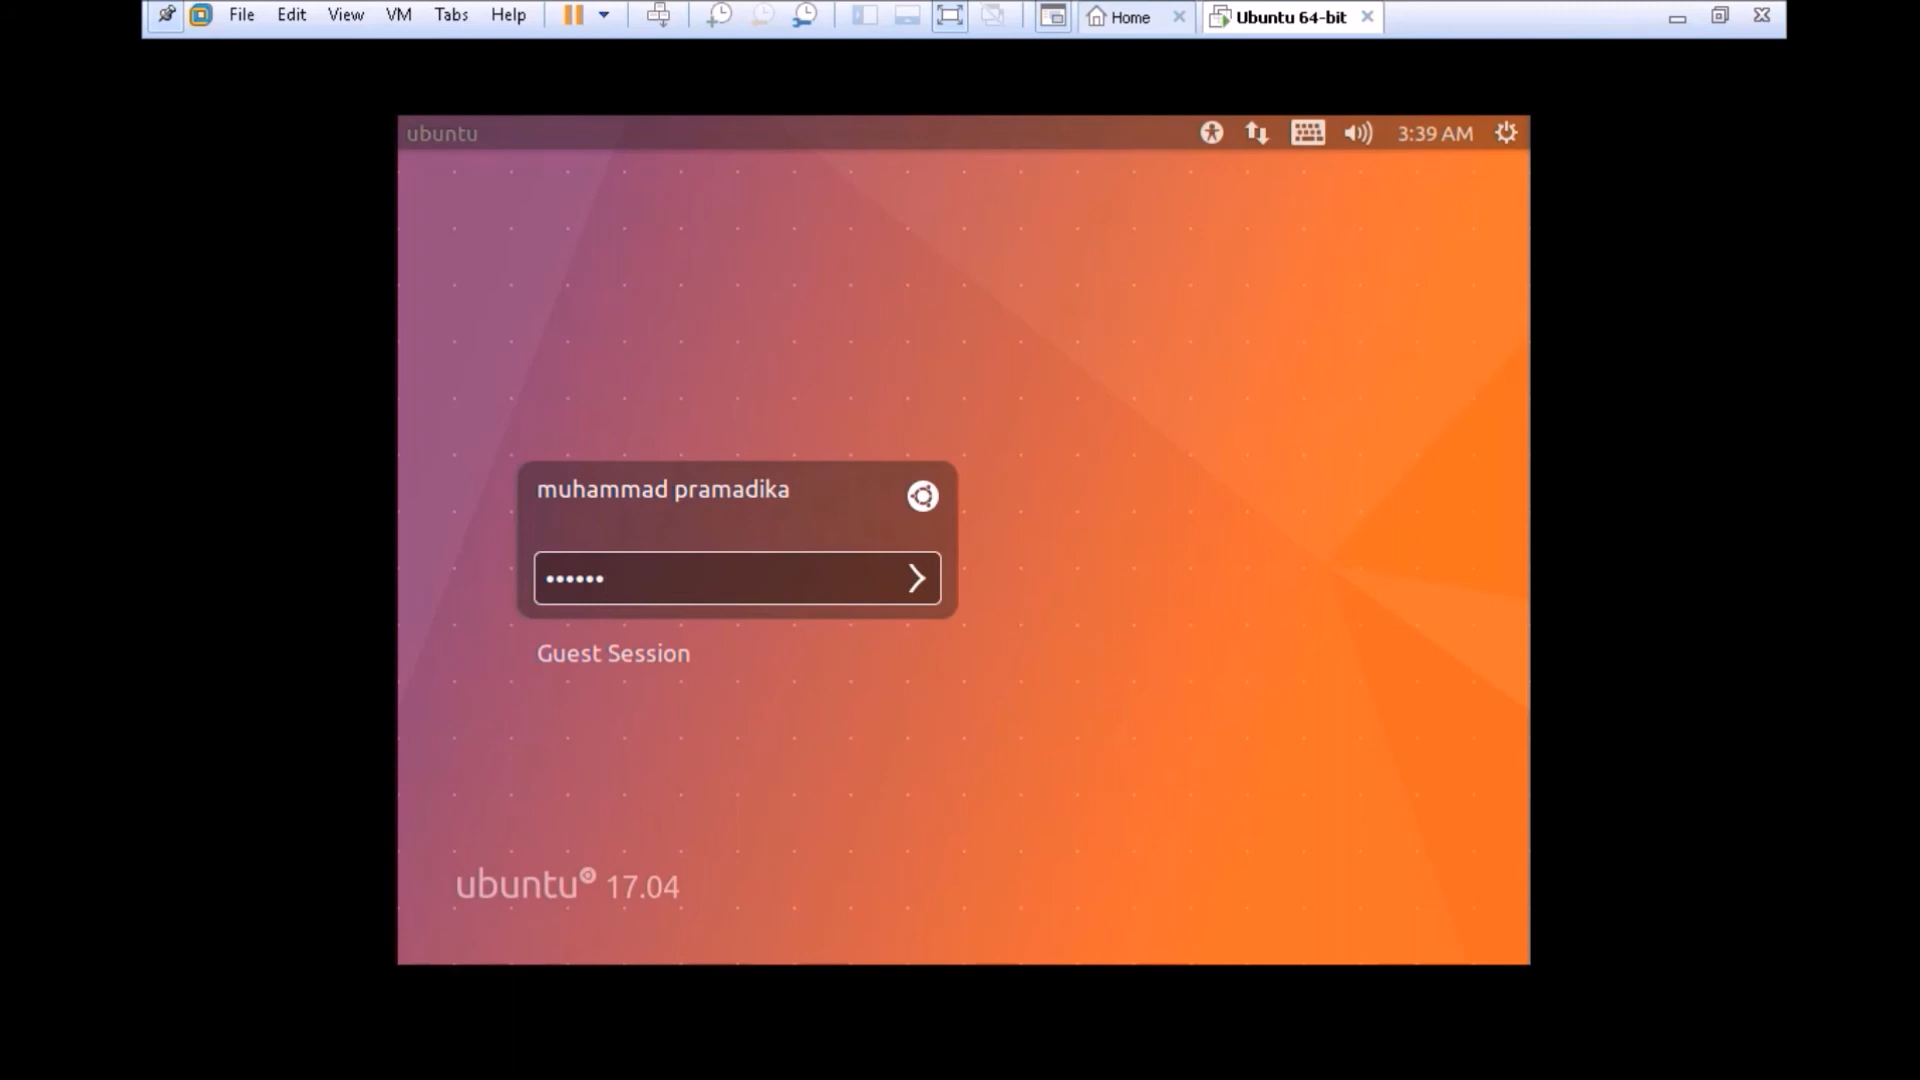 File Edit View VM Tabs Help Home Ubuntu 64-bit
ubuntu 3:39 AM
muhammad pramadika
••••••
Guest Session
ubuntu 17.04